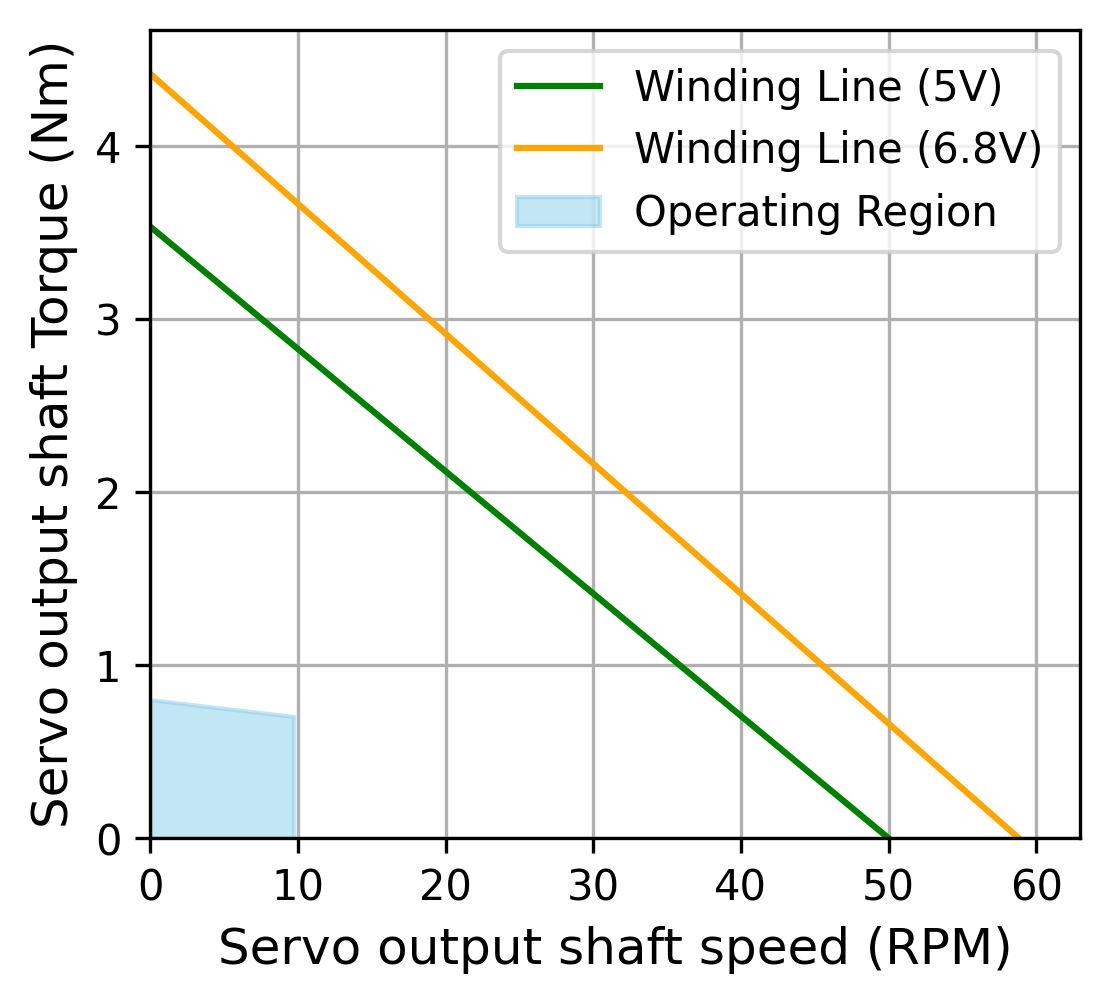 Servo output shaft Torque (Nm)
4
3
2
1
0
Winding Line (5V)
Winding Line (6.8V)
Operating Region
0 10 20 30 40 50 60
Servo output shaft speed (RPM)